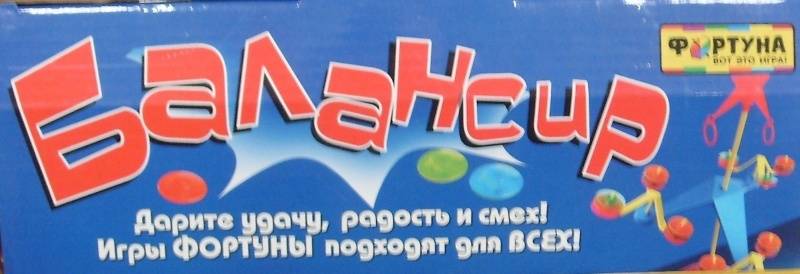 Балансир
ФОРТУНА
ВОТ ЭТО ИГРА!
Дарите удачу, радость и смех!
Игры ФОРТУНЫ подходят для ВСЕХ!